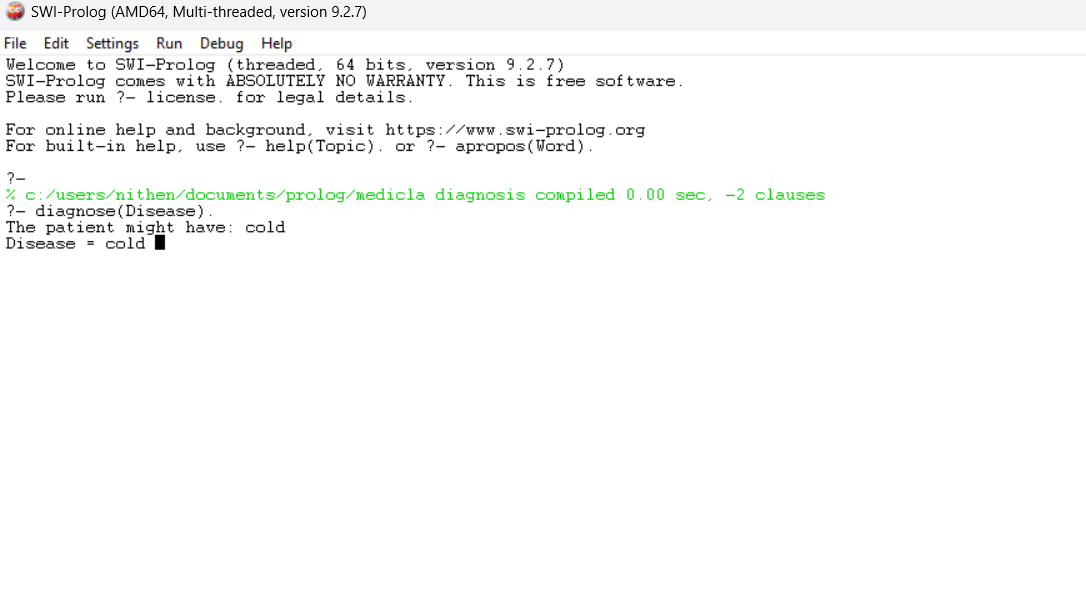 SWI-Prolog (AMD64, Multi-threaded, version 9.2.7)
File Edit Settings Run Debug Help
Welcome to SWI-Prolog (threaded, 64 bits, version 9.2.7)
SWI-Prolog comes with ABSOLUTELY NO WARRANTY. This is free software.
Please run ?- license. for legal details.
For online help and background, visit https://www.swi-prolog.org
For built-in help, use ?- help(Topic). or ?- apropos(Word).
?-
% c:/users/nithen/documents/prolog/medicla diagnosis compiled 0.00 sec, -2 clauses
?- diagnose(Disease).
The patient might have: cold
Disease = cold